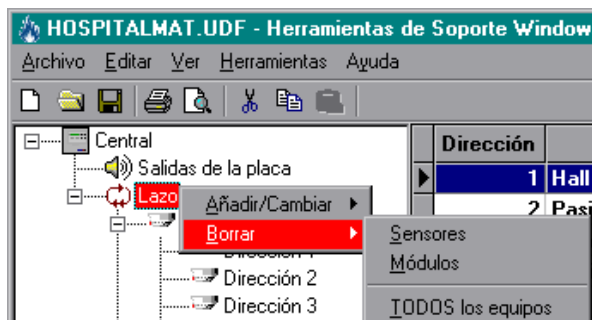 HOSPITALMAT.UDF - Herramientas de Soporte Window
Archivo Editar Ver Herramientas Ayuda
Central
Dirección
Salidas de la placa
1 Hall
Lazo
Añadir/Cambiar
2 Pasi
Borrar
Sensores
Módulos
Dirección 2
Dirección 3
TODOS los equipos